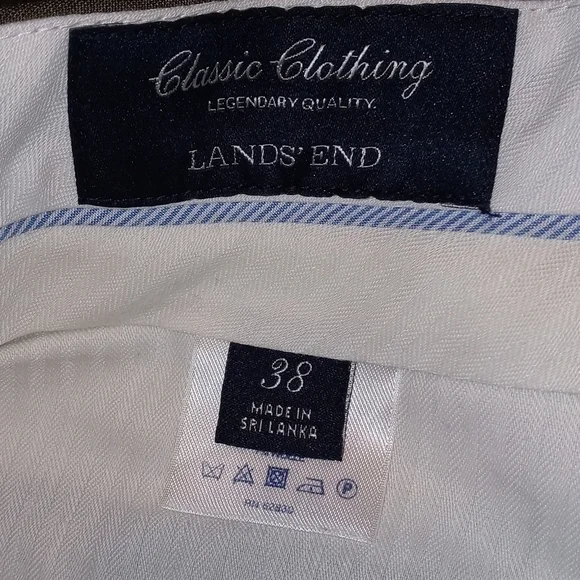 Classic Clothing
LEGENDARY QUALITY.
LANDS' END
38
MADE IN
SRI LANKA
P